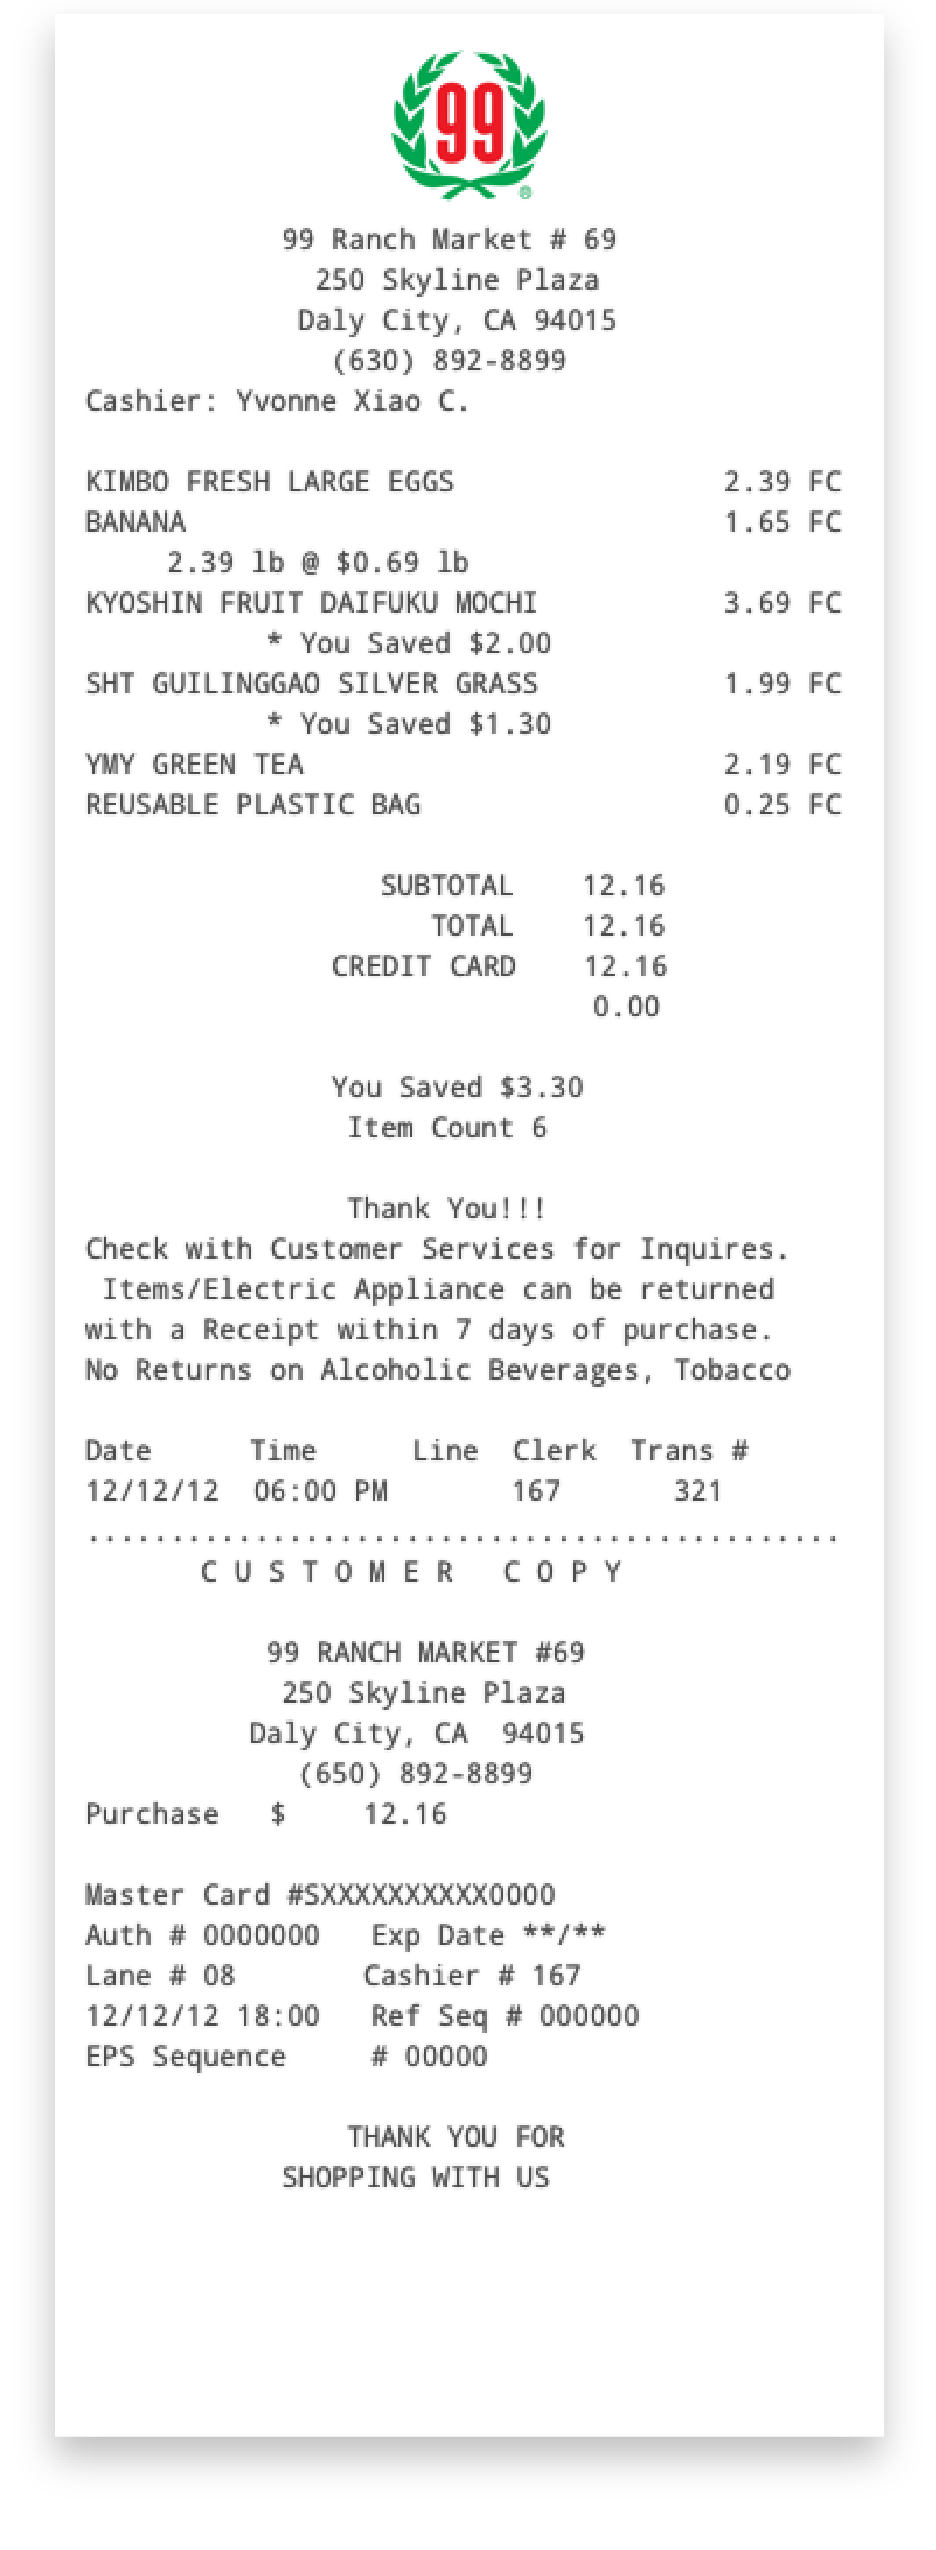 99
®
99 Ranch Market # 69
250 Skyline Plaza
Daly City, CA 94015
(630) 892-8899
Cashier: Yvonne Xiao C.
KIMBO FRESH LARGE EGGS 2.39 FC
BANANA 1.65 FC
2.39 lb @ $0.69 lb
KYOSHIN FRUIT DAIFUKU MOCHI 3.69 FC
* You Saved $2.00
SHT GUILINGGAO SILVER GRASS 1.99 FC
* You Saved $1.30
YMY GREEN TEA 2.19 FC
REUSABLE PLASTIC BAG 0.25 FC
SUBTOTAL 12.16
TOTAL 12.16
CREDIT CARD 12.16
0.00
You Saved $3.30
Item Count 6
Thank You!!!
Check with Customer Services for Inquires.
Items/Electric Appliance can be returned
with a Receipt within 7 days of purchase.
No Returns on Alcoholic Beverages, Tobacco
Date Time Line Clerk Trans #
12/12/12 06:00 PM 167 321
.............................................
C U S T O M E R C O P Y
99 RANCH MARKET #69
250 Skyline Plaza
Daly City, CA 94015
(650) 892-8899
Purchase $ 12.16
Master Card #SXXXXXXXXXX0000
Auth # 0000000 Exp Date **/**
Lane # 08 Cashier # 167
12/12/12 18:00 Ref Seq # 000000
EPS Sequence # 00000
THANK YOU FOR
SHOPPING WITH US